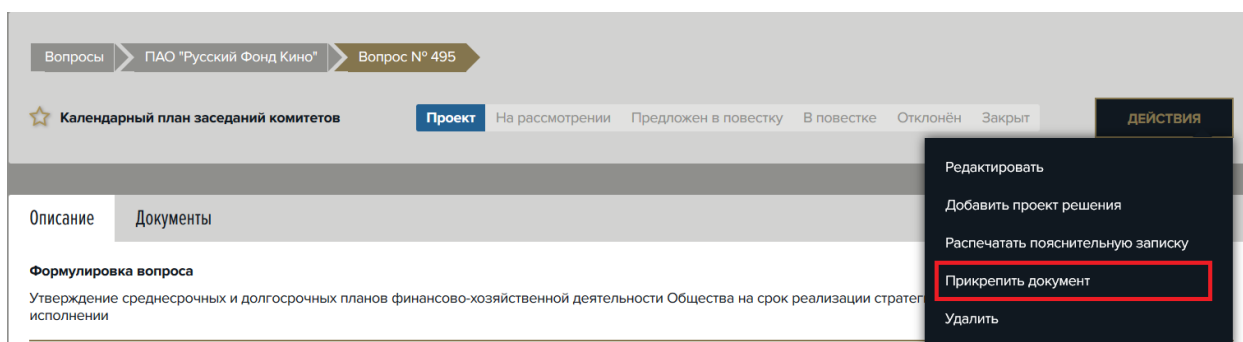 Вопросы ПАО "Русский Фонд Кино" Вопрос № 495
Календарный план заседаний комитетов Проект На рассмотрении Предложен в повестку В повестке Отклонён Закрыт ДЕЙСТВИЯ
Редактировать
Добавить проект решения
Распечатать пояснительную записку
Прикрепить документ
Удалить
Описание Документы
Формулировка вопроса
Утверждение среднесрочных и долгосрочных планов финансово-хозяйственной деятельности Общества на срок реализации
исполнении